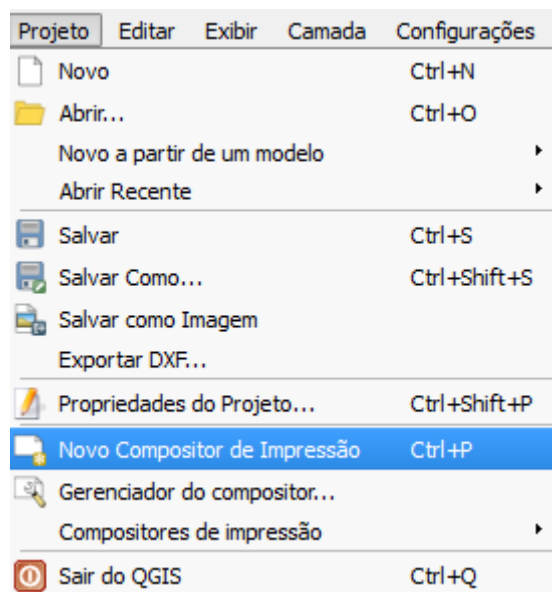 Projeto Editar Exibir Camada Configurações
Novo Ctrl+N
Abrir... Ctrl+O
Novo a partir de um modelo
Abrir Recente
Salvar Ctrl+S
Salvar Como... Ctrl+Shift+S
Salvar como Imagem
Exportar DXF...
Propriedades do Projeto... Ctrl+Shift+P
Novo Compositor de Impressão Ctrl+P
Gerenciador do compositor...
Compositores de impressão
Sair do QGIS Ctrl+Q